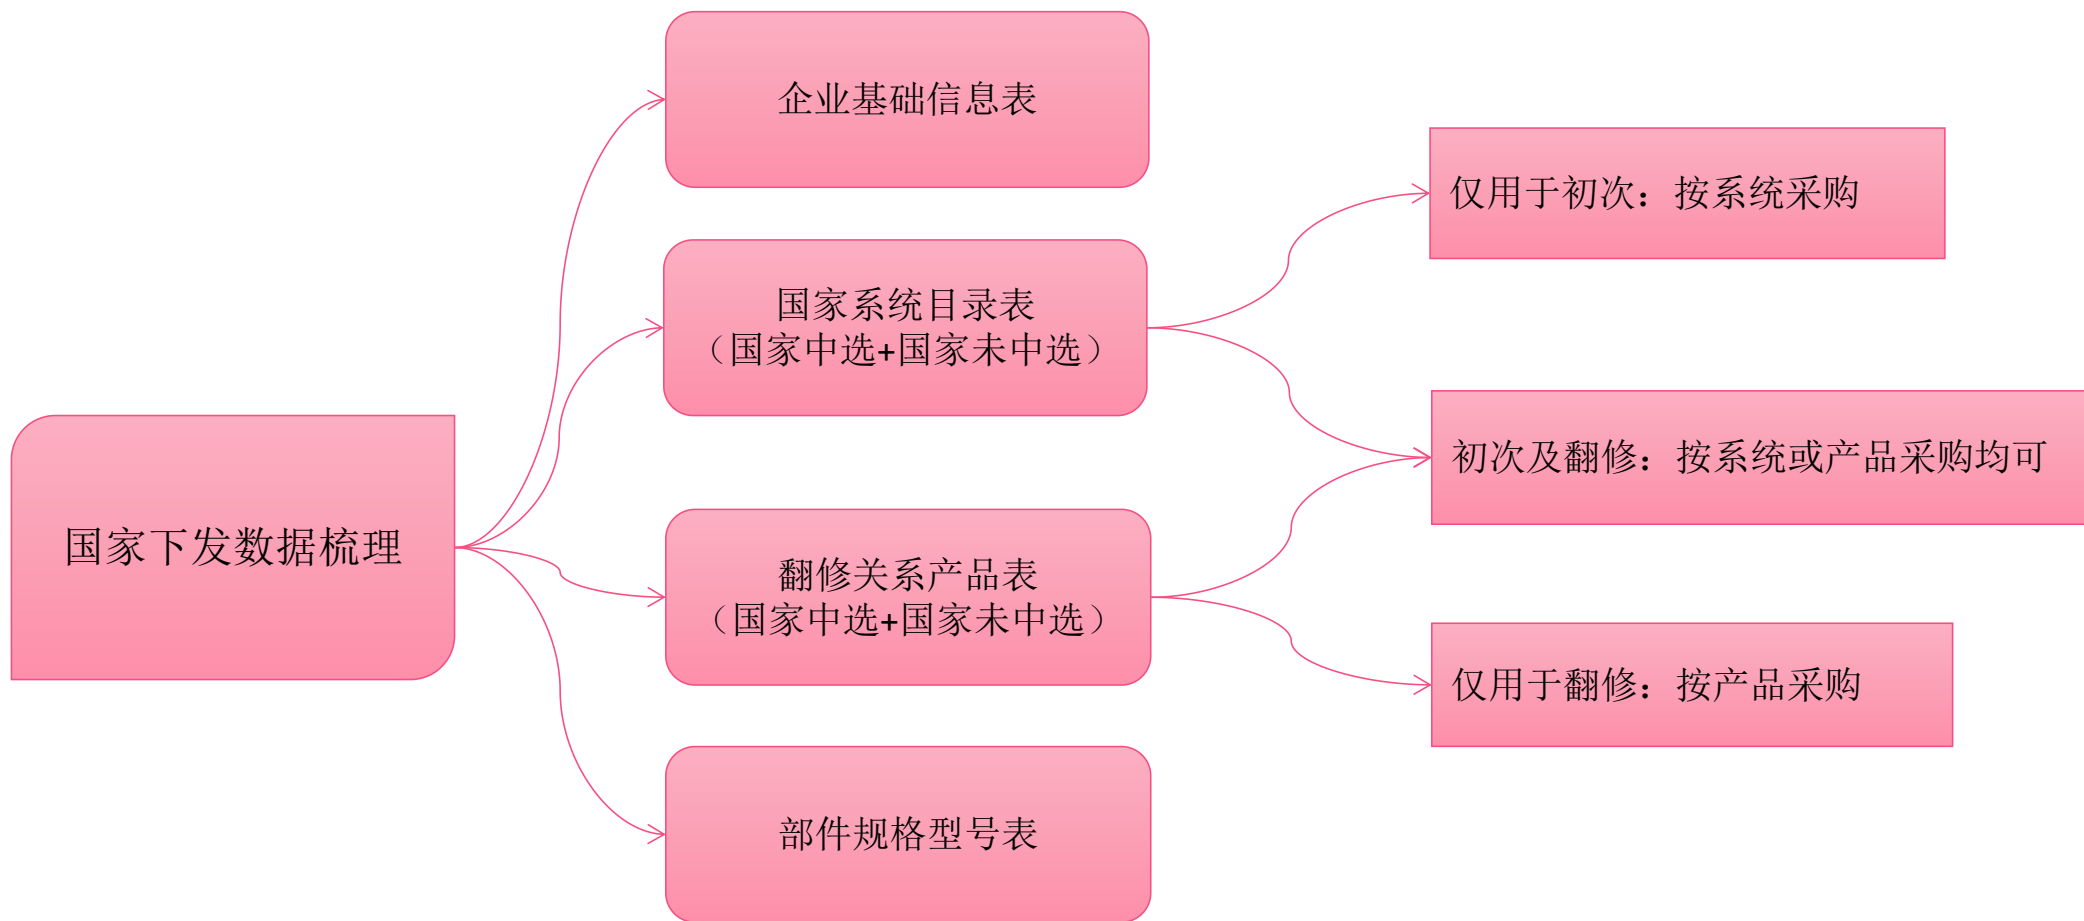 国家下发数据梳理
企业基础信息表
国家系统目录表
（国家中选+国家未中选）
翻修关系产品表
（国家中选+国家未中选）
部件规格型号表
仅用于初次：按系统采购
初次及翻修：按系统或产品采购均可
仅用于翻修：按产品采购